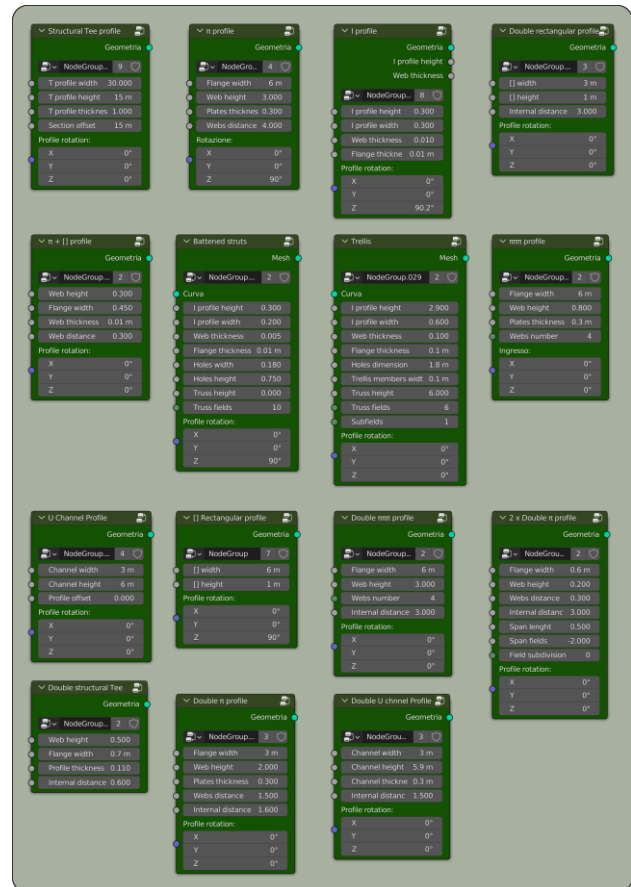 Structural Tee profile
Geometria
NodeGroup... 9
T profile width 30.000
T profile height 15 m
T profile thicknes 1.000
Section offset 15 m
Profile rotation:
X 0°
Y 0°
Z 0°
π profile
Geometria
NodeGro... 4
Flange width 6 m
Web height 3.000
Plates thicknes 0.300
Webs distance 4.000
Rotazione:
X 0°
Y 0°
Z 90°
I profile
Geometria
I profile height
Web thickness
NodeGroup... 8
I profile height 0.300
I profile width 0.300
Web thickness 0.010
Flange thickne 0.01 m
Profile rotation:
X 0°
Y 0°
Z 90.2°
Double rectangular profile
Geometria
NodeGroup... 3
[] width 3 m
[] height 1 m
Internal distance 3.000
Profile rotation:
X 0°
Y 0°
Z 0°
π + [] profile
Geometria
NodeGroup... 2
Web height 0.300
Flange width 0.450
Web thickness 0.01 m
Web distance 0.300
Profile rotation:
X 0°
Y 0°
Z 0°
Battened struts
Mesh
NodeGroup... 2
Curva
I profile height 0.300
I profile width 0.200
Web thickness 0.005
Flange thickness 0.01 m
Holes width 0.180
Holes height 0.750
Truss height 0.000
Truss fields 10
Profile rotation:
X 0°
Y 0°
Z 90°
Trellis
Mesh
NodeGroup.029 2
Curva
I profile height 2.900
I profile width 0.600
Web thickness 0.100
Flange thickness 0.1 m
Holes dimension 1.8 m
Trellis members widt 0.1 m
Truss height 6.000
Truss fields 6
Subfields 1
Profile rotation:
X 0°
Y 0°
Z 0°
πππ profile
Geometria
NodeGroup... 2
Flange width 6 m
Web height 0.800
Plates thickness 0.3 m
Webs number 4
Ingresso:
X 0°
Y 0°
Z 0°
U Channel Profile
Geometria
NodeGroup... 4
Channel width 3 m
Channel height 6 m
Profile offset 0.000
Profile rotation:
X 0°
Y 0°
Z 0°
[] Rectangular profile
Geometria
NodeGroup 7
[] width 6 m
[] height 1 m
Profile rotation:
X 0°
Y 0°
Z 90°
Double πππ profile
Geometria
NodeGroup... 2
Flange width 6 m
Web height 3.000
Webs number 4
Internal distance 3.000
Profile rotation:
X 0°
Y 0°
Z 0°
2 x Double π profile
Geometria
NodeGrou... 2
Flange width 0.6 m
Web height 0.200
Webs distance 0.300
Internal distanc 3.000
Span lenght 0.500
Span fields -2.000
Field subdivision 0
Profile rotation:
X 0°
Y 0°
Z 0°
Double structural Tee
Geometria
NodeGroup... 2
Web height 0.500
Flange width 0.7 m
Profile thickness 0.110
Internal distance 0.600
Double π profile
Geometria
NodeGroup... 3
Flange width 3 m
Web height 2.000
Plates thickness 0.300
Webs distance 1.500
Internal distance 1.600
Profile rotation:
X 0°
Y 0°
Z 0°
Double U chnnel Profile
Geometria
NodeGrou... 3
Channel width 3 m
Channel height 5.9 m
Channel thickne 0.3 m
Internal distanc 1.500
Profile rotation:
X 0°
Y 0°
Z 0°